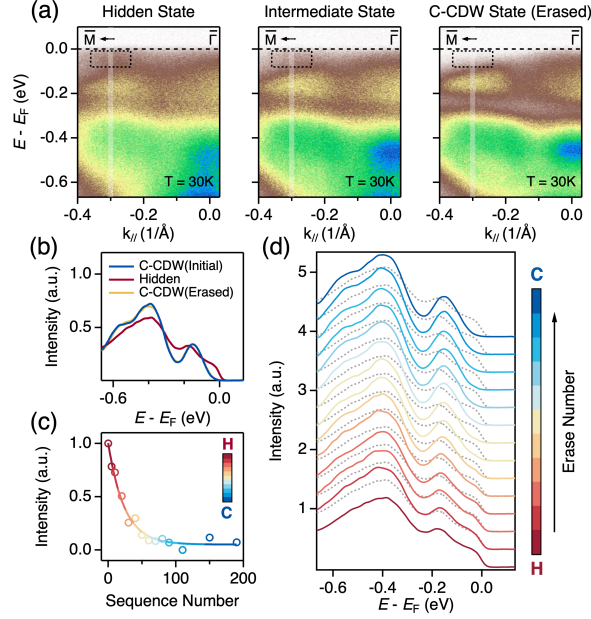 (a)
Hidden State
Intermediate State
C-CDW State (Erased)
M̅ ← Γ̅
M̅ ← Γ̅
M̅ ← Γ̅
E - E_F (eV)
0.0
-0.2
-0.4
-0.6
T = 30K
T = 30K
T = 30K
-0.4 -0.2 0.0
-0.4 -0.2 0.0
-0.4 -0.2 0.0
k// (1/Å)
k// (1/Å)
k// (1/Å)
(b)
Intensity (a.u.)
1.0
0.5
C-CDW(Initial)
Hidden
C-CDW(Erased)
-0.6 0.0
E - E_F (eV)
(c)
Intensity (a.u.)
1.0
0.5
0.0
H
C
0 100 200
Sequence Number
(d)
Intensity (a.u.)
5
4
3
2
1
-0.6 -0.4 -0.2 0.0
E - E_F (eV)
C
Erase Number
H